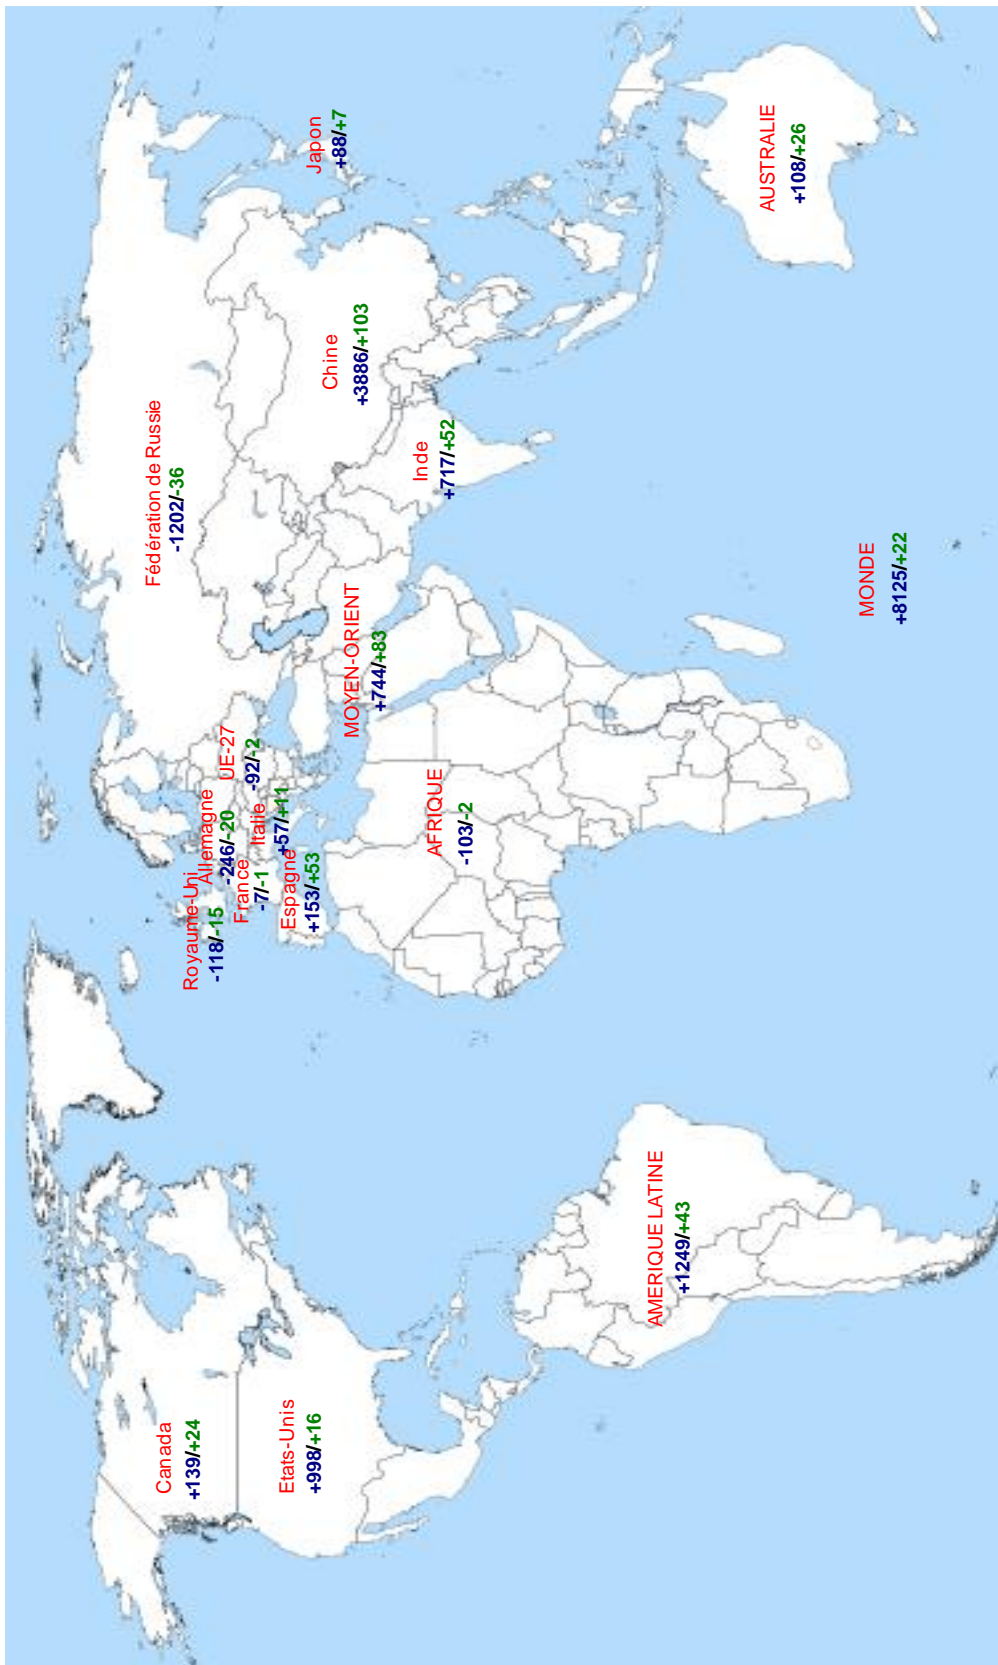 Canada
+139/+24
Etats-Unis
+998/+16
AMERIQUE LATINE
+1249/+43
Royaume-Uni
-118/-15
Allemagne
-246/-20
France
-7/-1
UE-27
-92/-2
Italie
+57/+11
Espagne
+153/+53
AFRIQUE
-103/-2
MOYEN-ORIENT
+744/+83
Fédération de Russie
-1202/-36
Chine
+3886/+103
Inde
+717/+52
Japon
+88/+7
AUSTRALIE
+108/+26
MONDE
+8125/+22